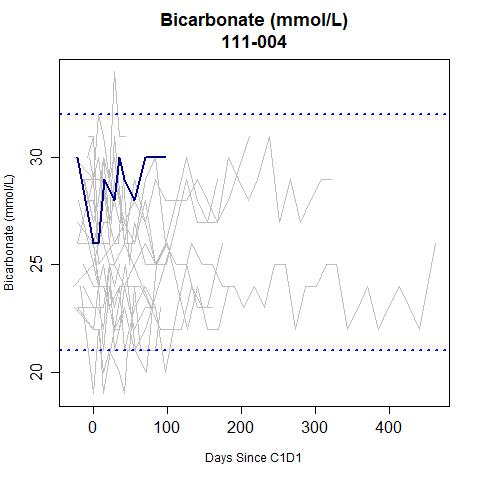 Bicarbonate (mmol/L)
111-004
Bicarbonate (mmol/L)
30
25
20
0 100 200 300 400
Days Since C1D1